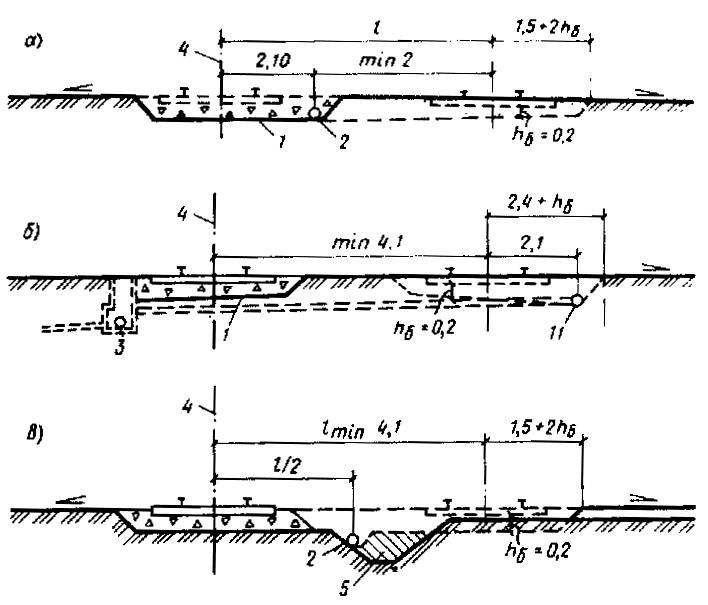 а)
4
l
1,5+2hб
2,10
min 2
1
2
hб=0,2
б)
4
2,4+hб
min 4,1
2,1
3
1
hб=0,2
11
в)
4
lmin 4,1
1,5+2hб
l/2
2
5
hб=0,2